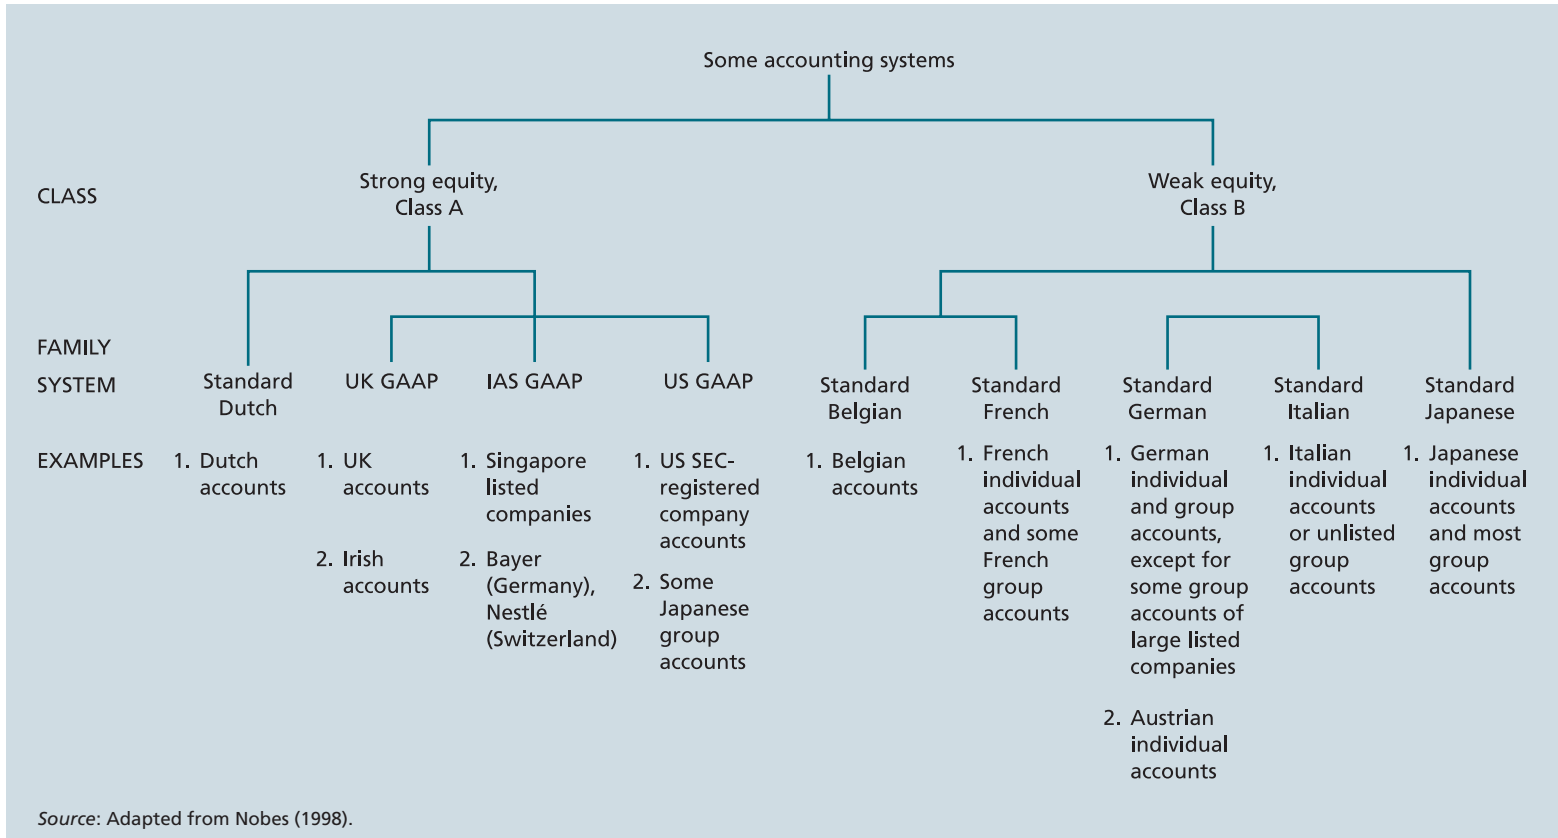 Some accounting systems
CLASS
Strong equity,
Class A
Weak equity,
Class B
FAMILY
SYSTEM
Standard
Dutch
UK GAAP
IAS GAAP
US GAAP
Standard
Belgian
Standard
French
Standard
German
Standard
Italian
Standard
Japanese
EXAMPLES
1. Dutch
accounts
1. UK
accounts
2. Irish
accounts
1. Singapore
listed
companies
2. Bayer
(Germany),
Nestlé
(Switzerland)
1. US SEC-
registered
company
accounts
2. Some
Japanese
group
accounts
1. Belgian
accounts
1. French
individual
accounts
and some
French
group
accounts
1. German
individual
and group
accounts,
except for
some group
accounts of
large listed
companies
2. Austrian
individual
accounts
1. Italian
individual
accounts
or unlisted
group
accounts
1. Japanese
individual
accounts
and most
group
accounts
Source: Adapted from Nobes (1998).